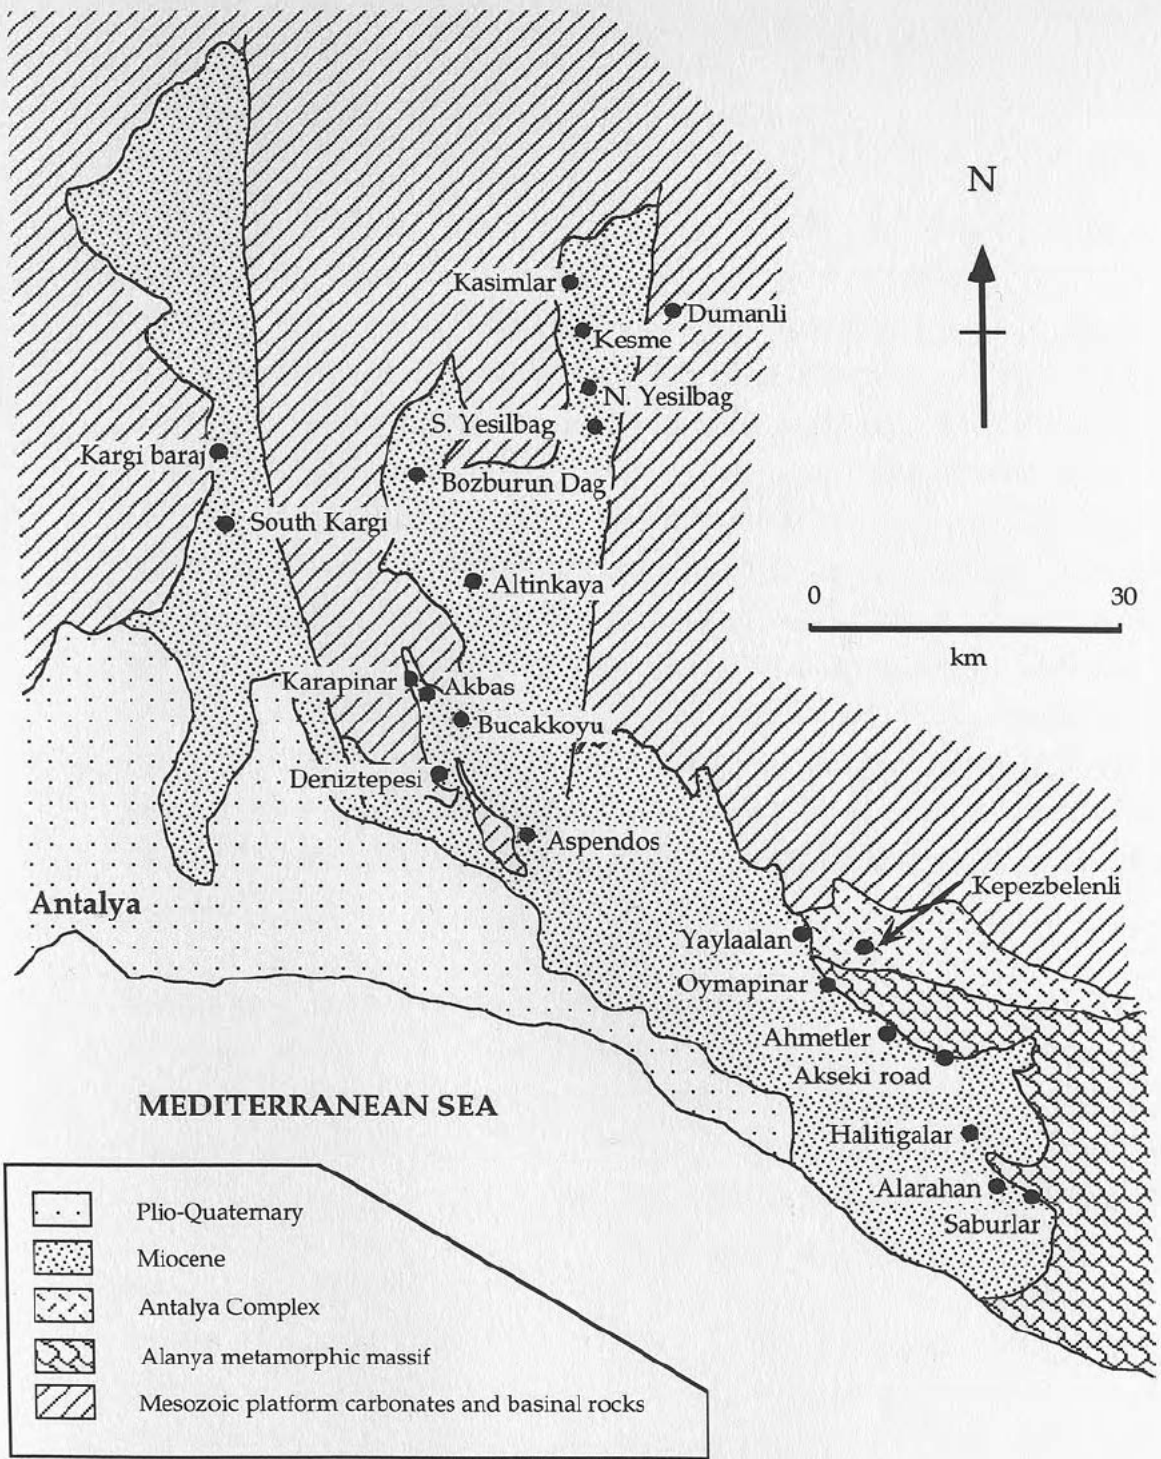 N
Kasimlar
Dumanli
Kesme
N. Yesilbag
S. Yesilbag
Kargi baraj
Bozburun Dag
South Kargi
Altinkaya
0 30
km
Karapinar
Akbas
Bucakkoyu
Deniztepesi
Aspendos
Kepezbelenli
Antalya
Yaylaalan
Oymapinar
Ahmetler
Akseki road
MEDITERRANEAN SEA
Halitigalar
Alarahan
Saburlar
Plio-Quaternary
Miocene
Antalya Complex
Alanya metamorphic massif
Mesozoic platform carbonates and basinal rocks